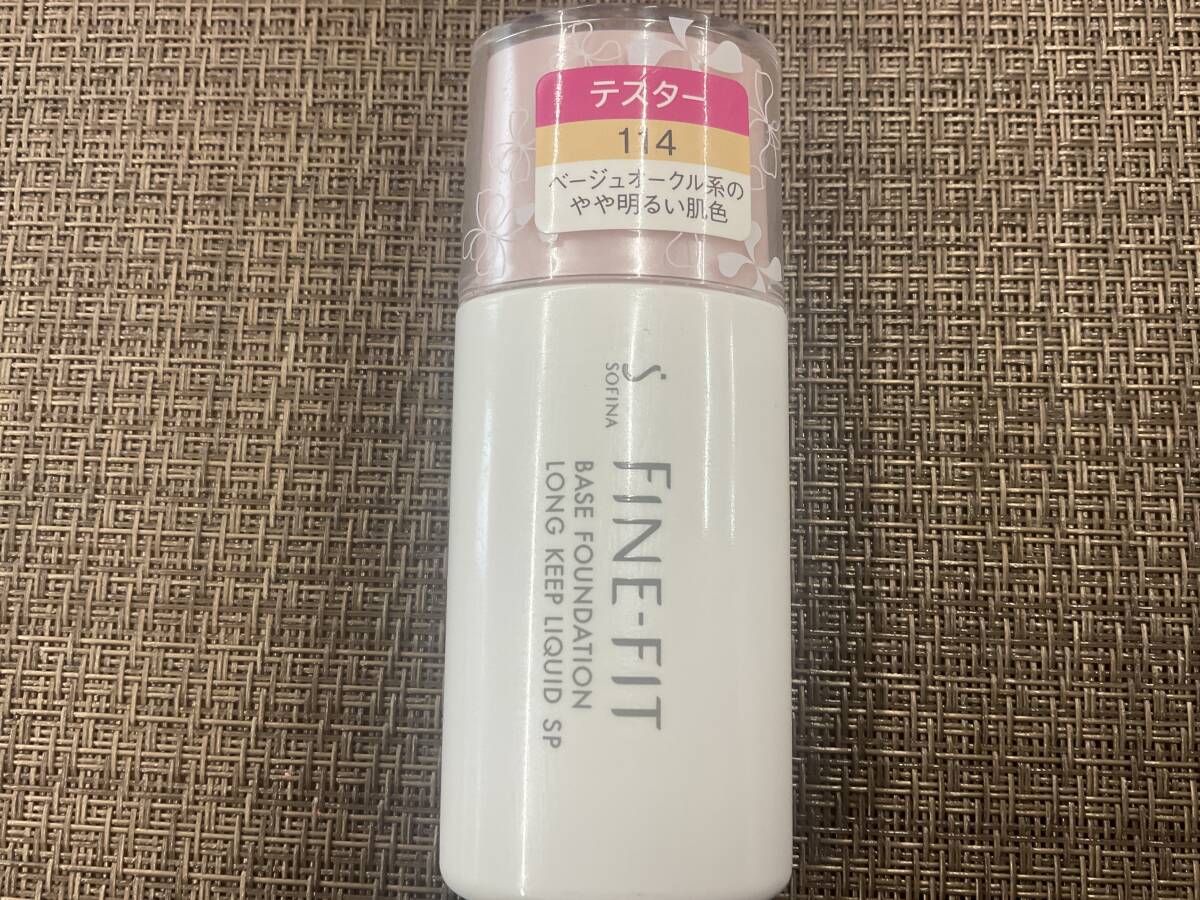 テスター
114
ベージュオークル系の
やや明るい肌色
SOFINA
FINE-FIT
BASE FOUNDATION
LONG KEEP LIQUID SP